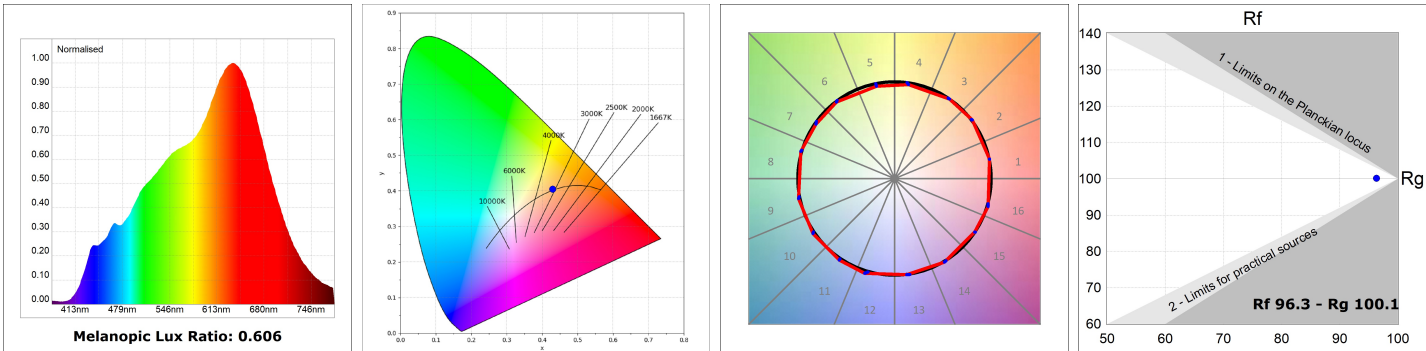 Normalised
1.00
0.90
0.80
0.70
0.60
0.50
0.40
0.30
0.20
0.10
0.00
413nm 479nm 546nm 613nm 680nm 746nm
Melanopic Lux Ratio: 0.606
0.9
0.8
0.7
0.6
0.5
0.4
0.3
0.2
0.1
0.0
y
0.0 0.1 0.2 0.3 0.4 0.5 0.6 0.7 0.8
x
10000K
6000K
4000K
3000K
2500K
2000K
1667K
1
2
3
4
5
6
7
8
9
10
11
12
13
14
15
16
Rf
140
130
120
110
100
90
80
70
60
Rg
1 - Limits on the Planckian locus
2 - Limits for practical sources
Rf 96.3 - Rg 100.1
50 60 70 80 90 100